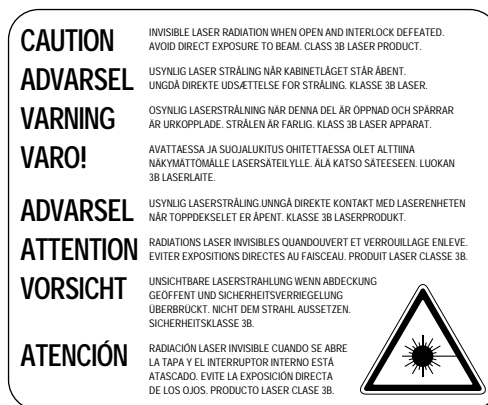 CAUTION
INVISIBLE LASER RADIATION WHEN OPEN AND INTERLOCK DEFEATED.
AVOID DIRECT EXPOSURE TO BEAM. CLASS 3B LASER PRODUCT.
ADVARSEL
USYNLIG LASER STRÅLING NÅR KABINETLÅGET STÅR ÅBENT.
UNGDÅ DIREKTE UDSÆTTELSE FOR STRÅLING. KLASSE 3B LASER.
VARNING
OSYNLIG LASERSTRÅLNING NÄR DENNA DEL ÄR ÖPPNAD OCH SPÄRRAR
ÄR URKOPPLADE. STRÅLEN ÄR FARLIG. KLASS 3B LASER APPARAT.
VARO!
AVATTAESSA JA SUOJALUKITUS OHITETTAESSA OLET ALTTIINA
NÄKYMÄTTÖMÄLLE LASERSÄTEILYLLE. ÄLÄ KATSO SÄTEESEEN. LUOKAN
3B LASERLAITE.
ADVARSEL
USYNLIG LASERSTRÅLING.UNNGÅ DIREKTE KONTAKT MED LASERENHETEN
NÅR TOPPDEKSELET ER ÅPENT. KLASSE 3B LASERPRODUKT.
ATTENTION
RADIATIONS LASER INVISIBLES QUANDOUVERT ET VERROUILLAGE ENLEVE.
EVITER EXPOSITIONS DIRECTES AU FAISCEAU. PRODUIT LASER CLASSE 3B.
VORSICHT
UNSICHTBARE LASERSTRAHLUNG WENN ABDECKUNG
GEÖFFENT UND SICHERHEITSVERRIEGELUNG
ÜBERBRÜCKT. NICHT DEM STRAHL AUSSETZEN.
SICHERHEITSKLASSE 3B.
ATENCIÓN
RADIACIÓN LASER INVISIBLE CUANDO SE ABRE
LA TAPA Y EL INTERRUPTOR INTERNO ESTÁ
ATASCADO. EVITE LA EXPOSICIÓN DIRECTA
DE LOS OJOS. PRODUCTO LASER CLASE 3B.